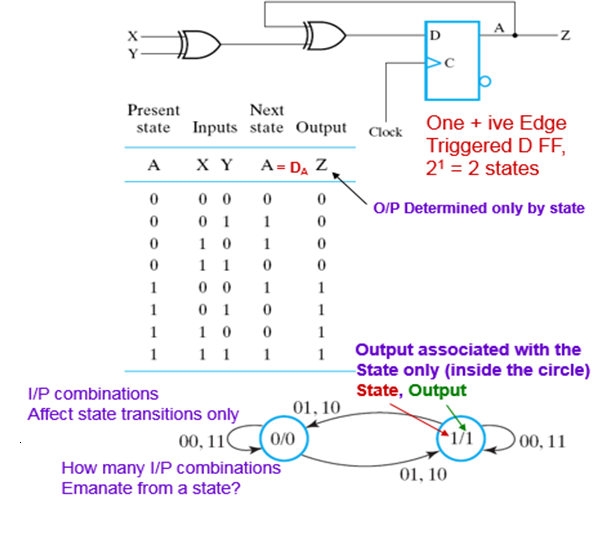 X
Y
D
A
Z
C
Clock
One + ive Edge
Triggered D FF,
2¹ = 2 states
Present Next
state Inputs state Output
A X Y A = DA Z
O/P Determined only by state
0 0 0 0 0
0 0 1 1 0
0 1 0 1 0
0 1 1 0 0
1 0 0 1 1
1 0 1 0 1
1 1 0 0 1
1 1 1 1 1
Output associated with the
State only (inside the circle)
State, Output
I/P combinations
Affect state transitions only
01, 10
00, 11
0/0
1/1
00, 11
How many I/P combinations
Emanate from a state?
01, 10